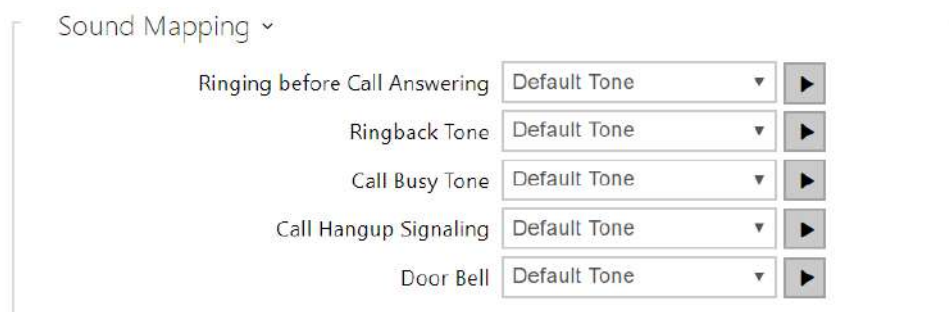 Sound Mapping
Ringing before Call Answering Default Tone
Ringback Tone Default Tone
Call Busy Tone Default Tone
Call Hangup Signaling Default Tone
Door Bell Default Tone